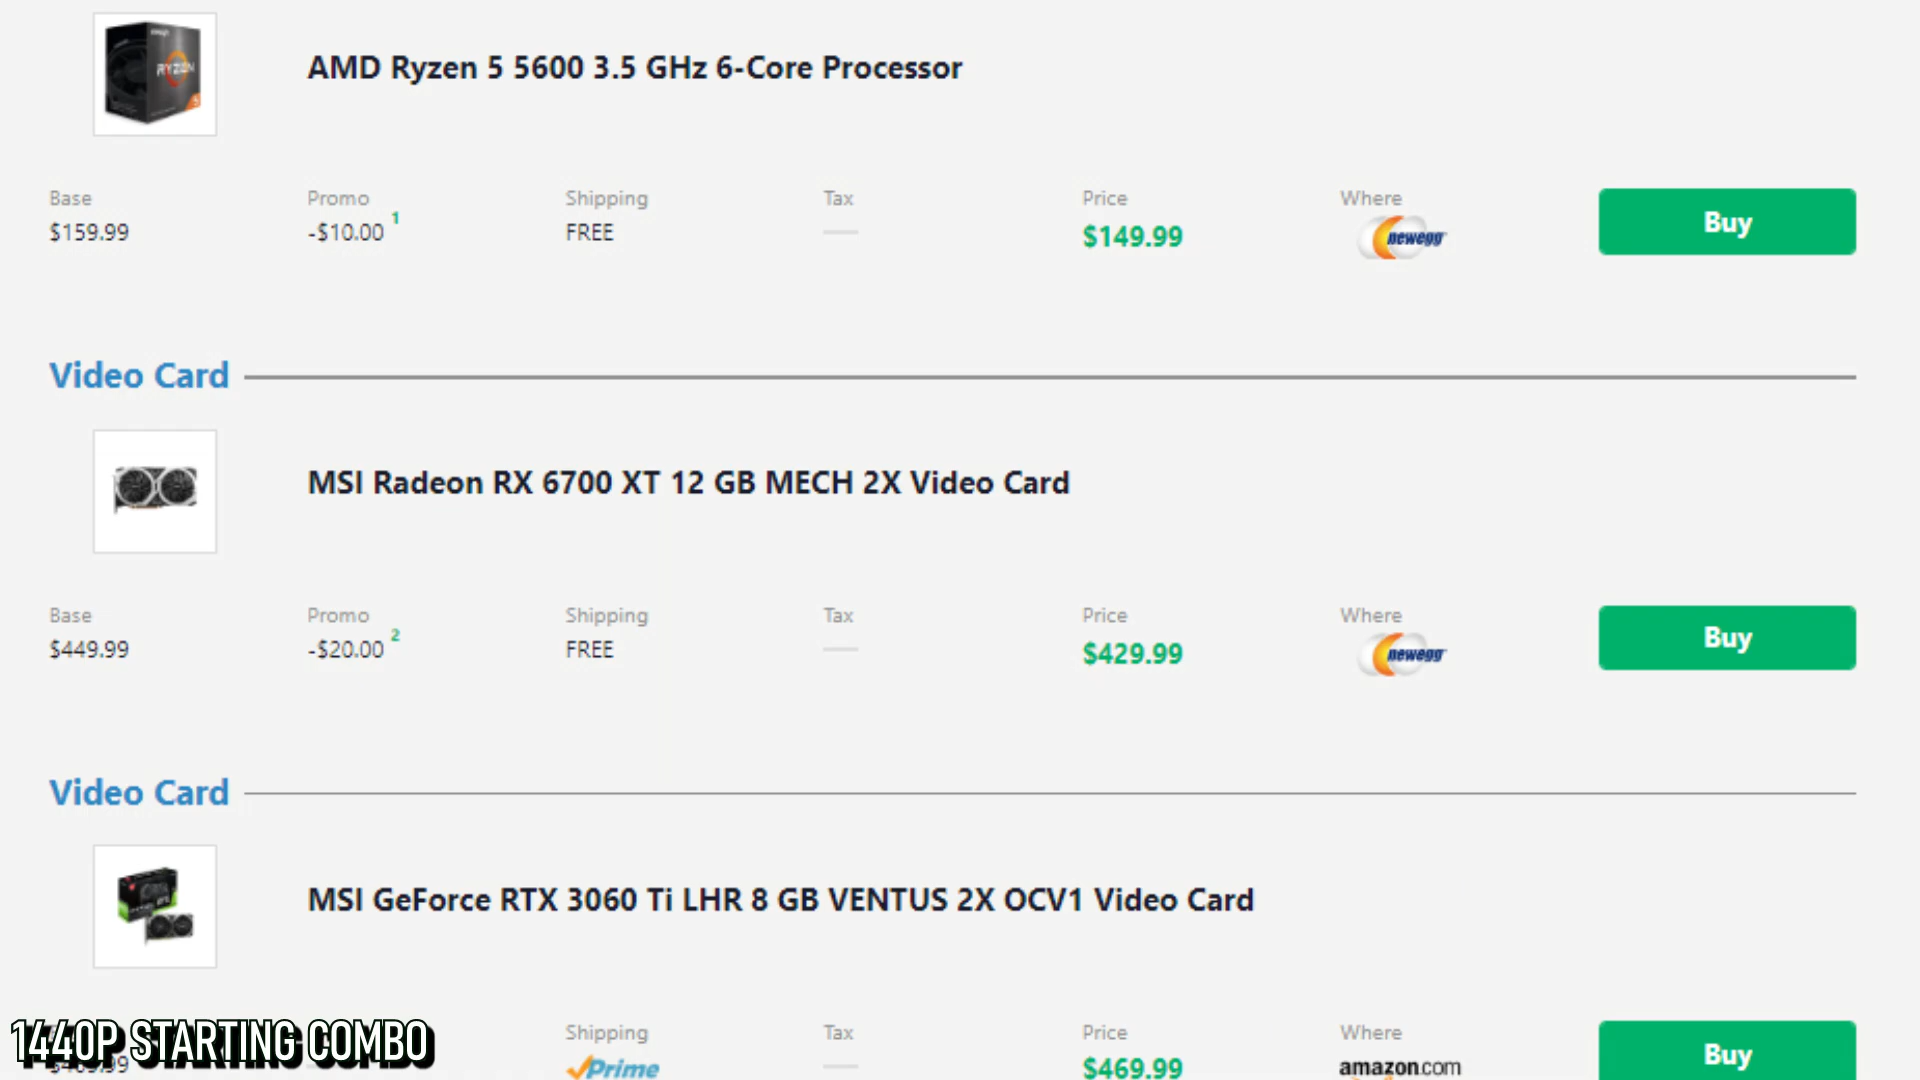 AMD Ryzen 5 5600 3.5 GHz 6-Core Processor
RYZEN
5
Base Promo Shipping Tax Price Where
$159.99 -$10.00 1 FREE — $149.99 newegg Buy
Video Card
MSI Radeon RX 6700 XT 12 GB MECH 2X Video Card
Base Promo Shipping Tax Price Where
$449.99 -$20.00 2 FREE — $429.99 newegg Buy
Video Card
MSI GeForce RTX 3060 Ti LHR 8 GB VENTUS 2X OCV1 Video Card
Shipping Tax Price Where
Prime — $469.99 amazon.com Buy
1440P STARTING COMBO